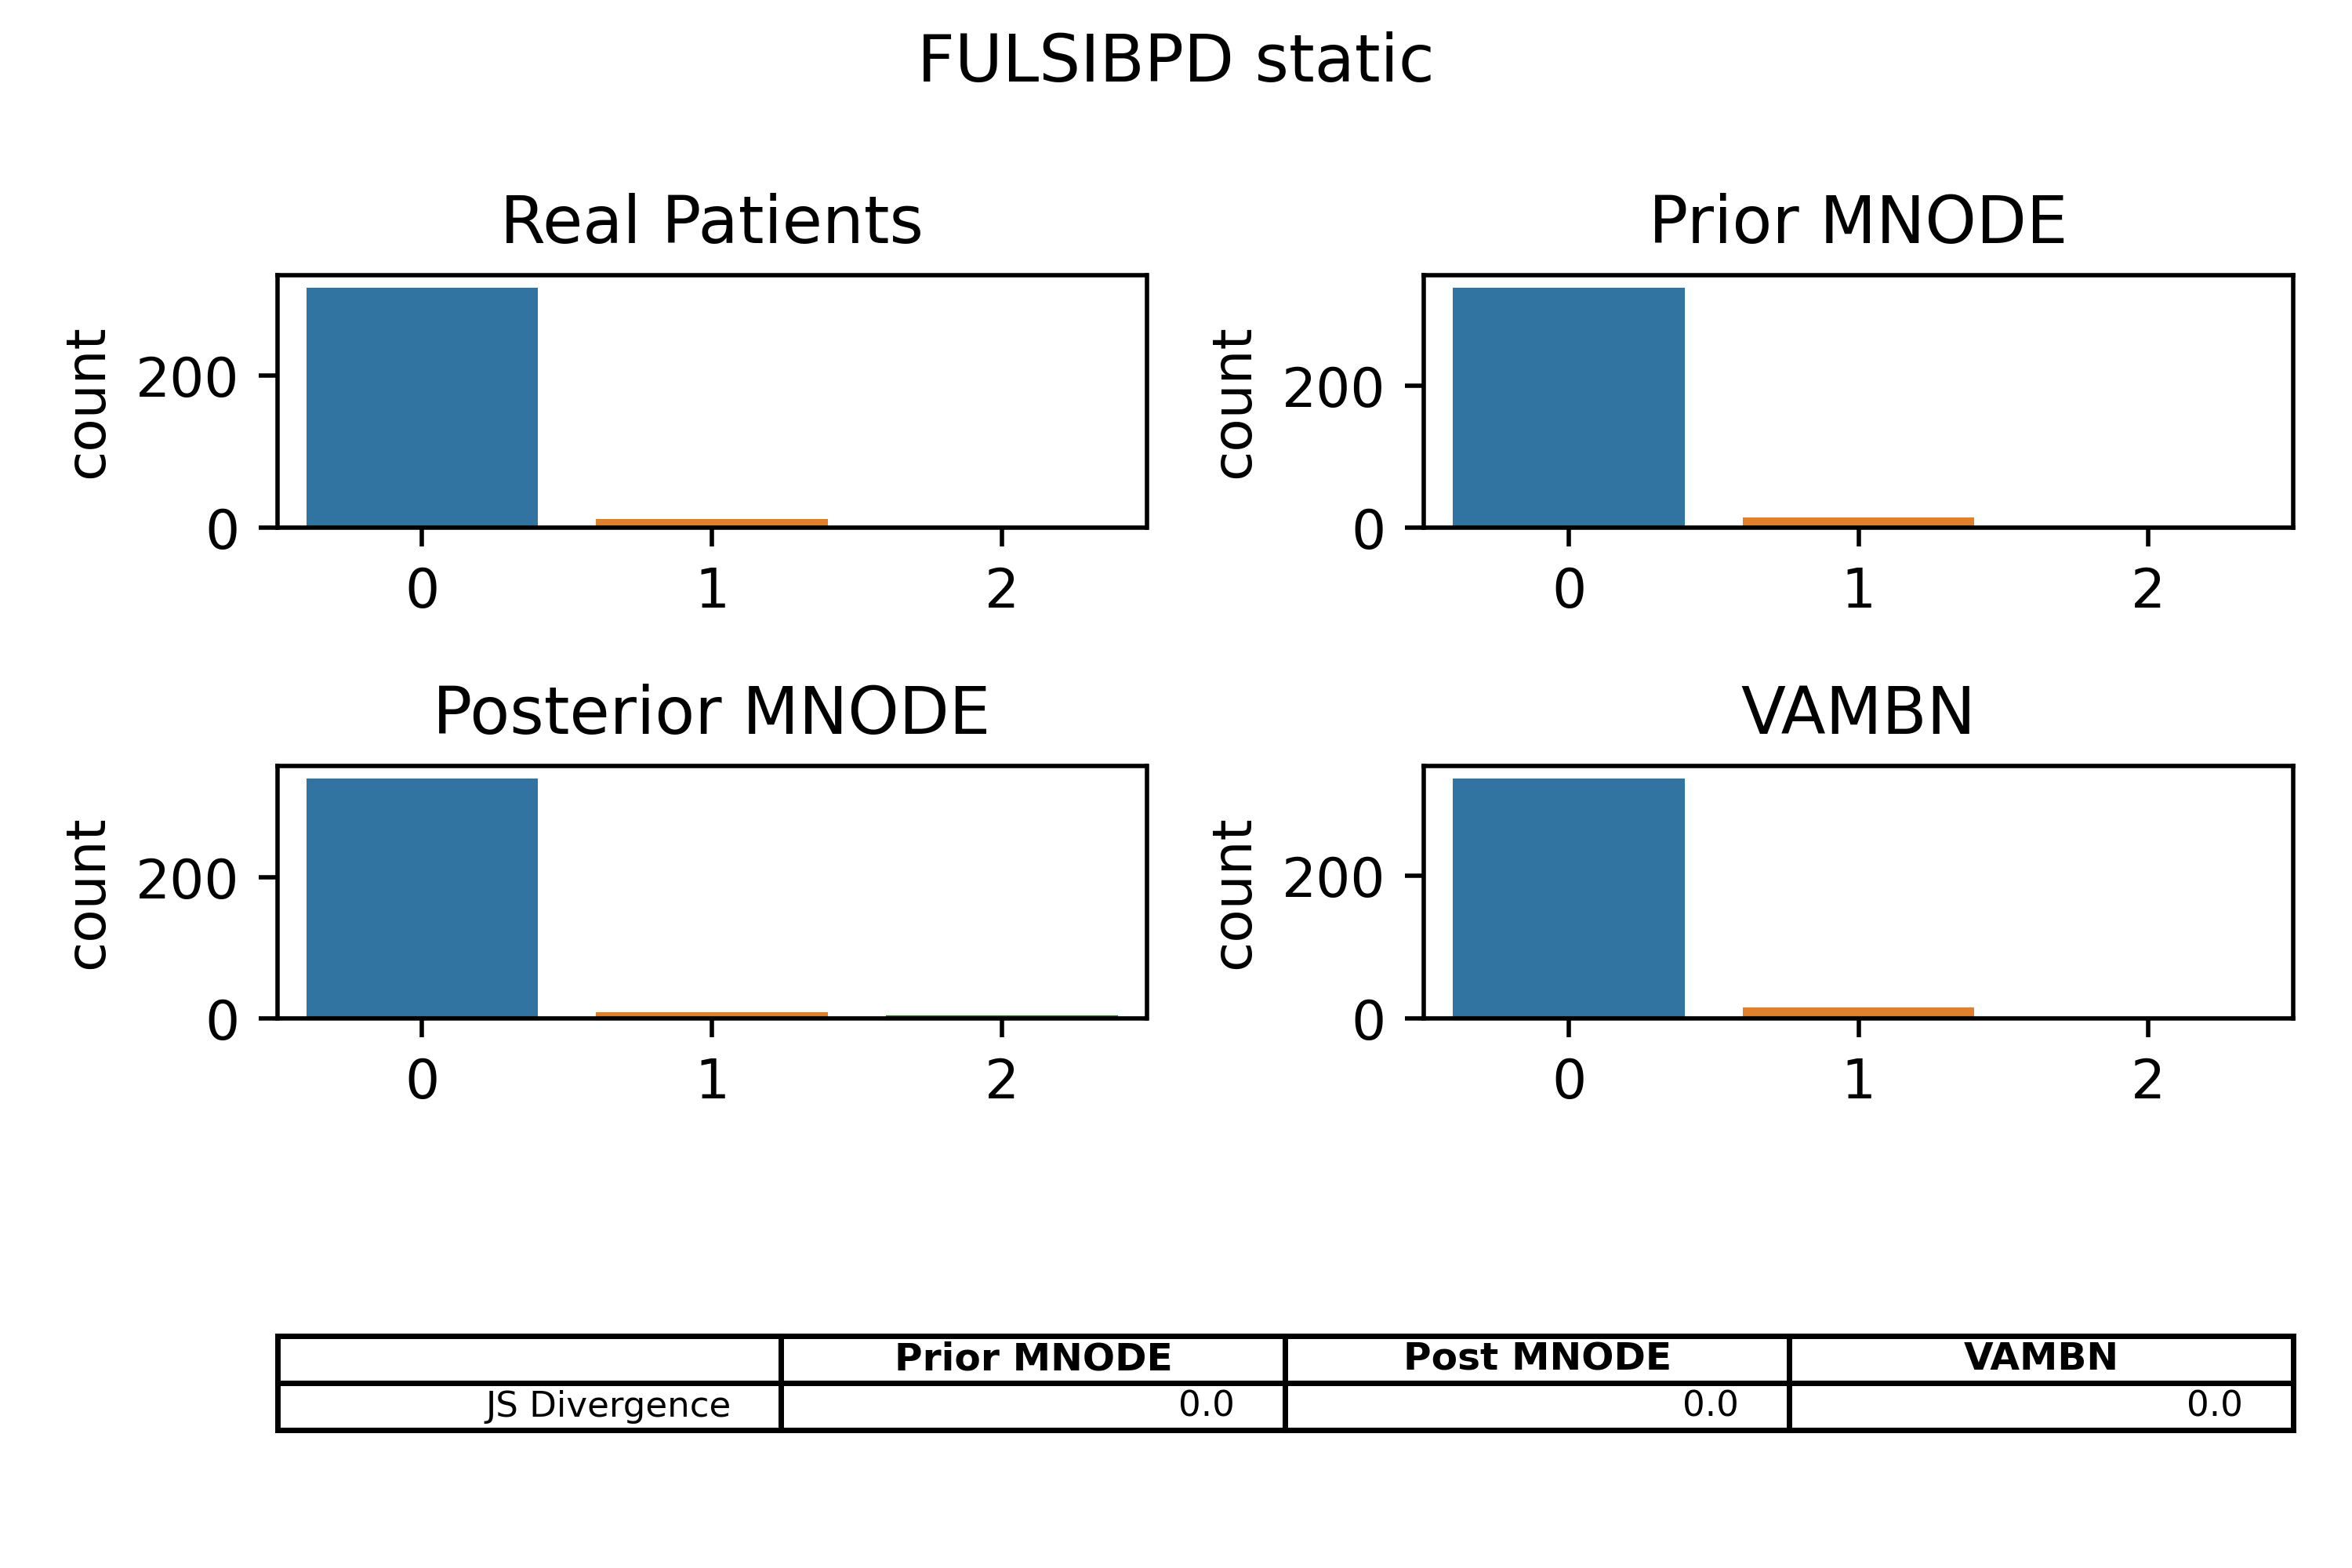 FULSIBPD static
Real Patients
count
200
0
0 1 2
Prior MNODE
count
200
0
0 1 2
Posterior MNODE
count
200
0
0 1 2
VAMBN
count
200
0
0 1 2
Prior MNODE Post MNODE VAMBN
JS Divergence 0.0 0.0 0.0